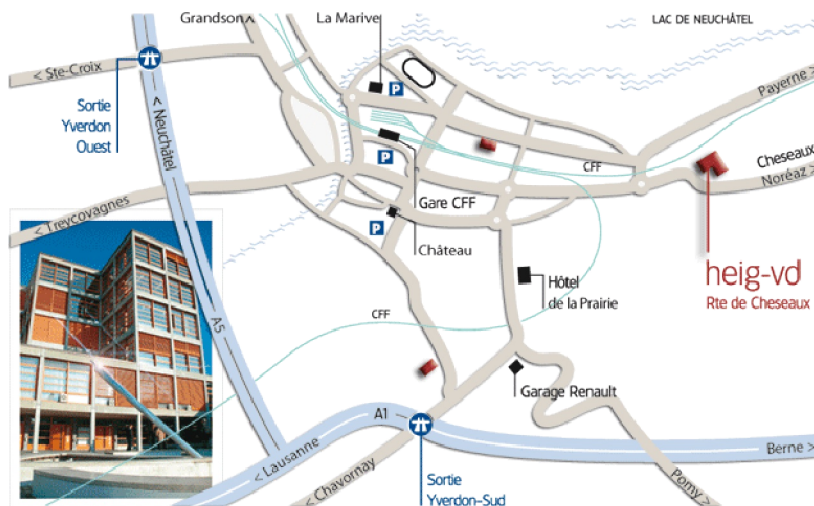 Grandson
La Marive
LAC DE NEUCHÂTEL
< Ste-Croix
Payerne
P
Sortie
Yverdon
Ouest
< Neuchâtel
CFF
Cheseaux
Noréaz
P
Gare CFF
< Treycovagnes
P
Château
heig-vd
Rte de Cheseaux
Hôtel
de la Prairie
CFF
A5
Garage Renault
A1
< Lausanne
Berne >
< Chavornay
Pomy >
Sortie
Yverdon-Sud